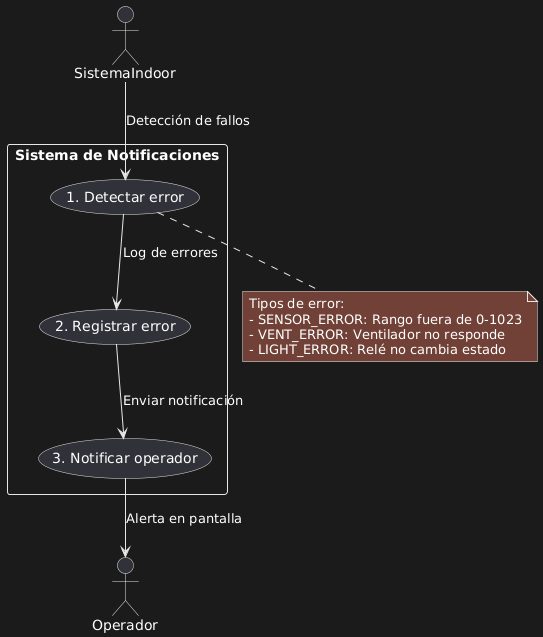 SistemaIndoor
Detección de fallos
Sistema de Notificaciones
1. Detectar error
Log de errores
Tipos de error:
- SENSOR_ERROR: Rango fuera de 0-1023
- VENT_ERROR: Ventilador no responde
- LIGHT_ERROR: Relé no cambia estado
2. Registrar error
Enviar notificación
3. Notificar operador
Alerta en pantalla
Operador